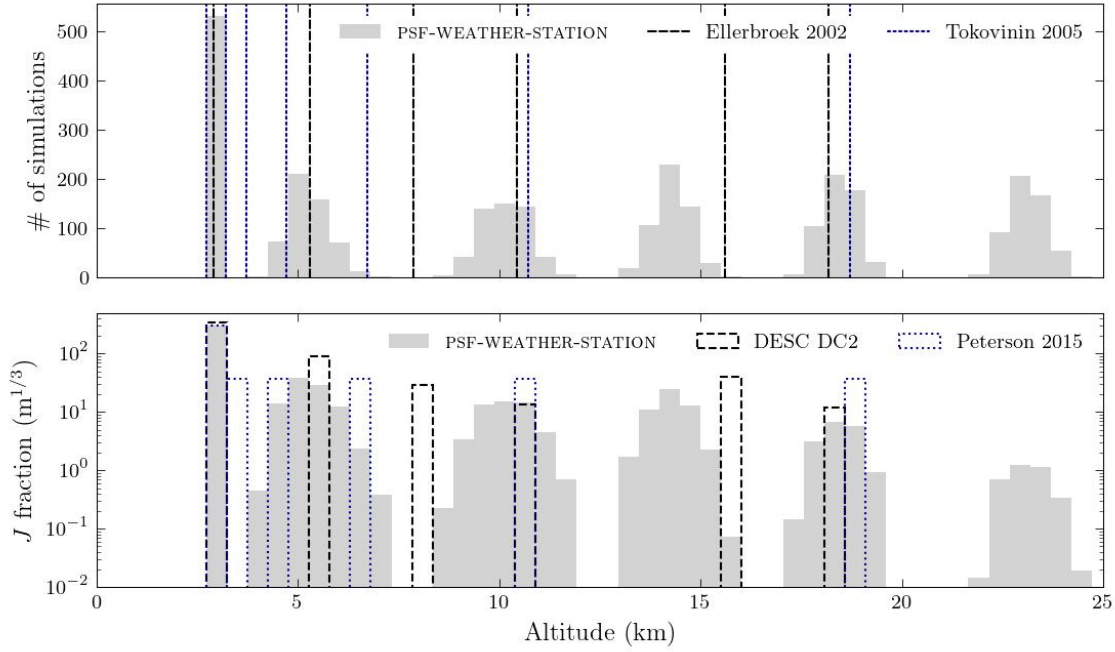 PSF-WEATHER-STATION Ellerbroek 2002 Tokovinin 2005
# of simulations
500
400
300
200
100
0
PSF-WEATHER-STATION DESC DC2 Peterson 2015
J fraction (m^{1/3})
10^2
10^1
10^0
10^{-1}
10^{-2}
0 5 10 15 20 25
Altitude (km)